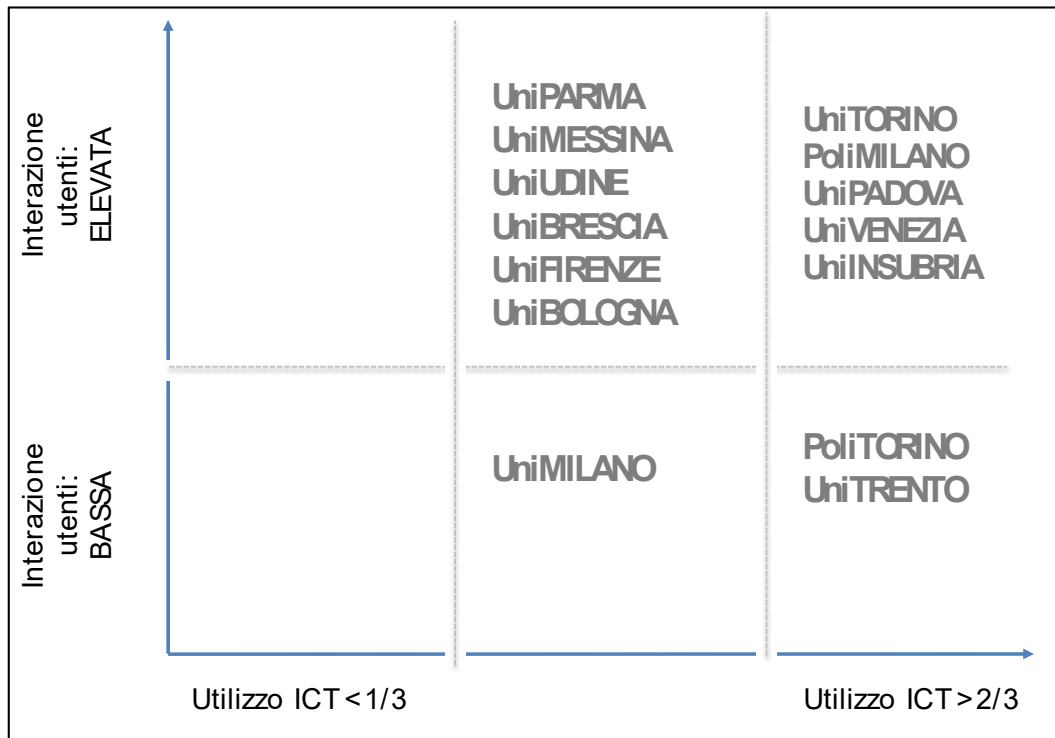 Interazione
utenti:
ELEVATA
UniPARMA
UniMESSINA
UniUDINE
UniBRESCIA
UniFIRENZE
UniBOLOGNA
UniTORINO
PoliMILANO
UniPADOVA
UniVENEZIA
UniINSUBRIA
Interazione
utenti:
BASSA
UniMILANO
PoliTORINO
UniTRENTO
Utilizzo ICT < 1/3
Utilizzo ICT > 2/3